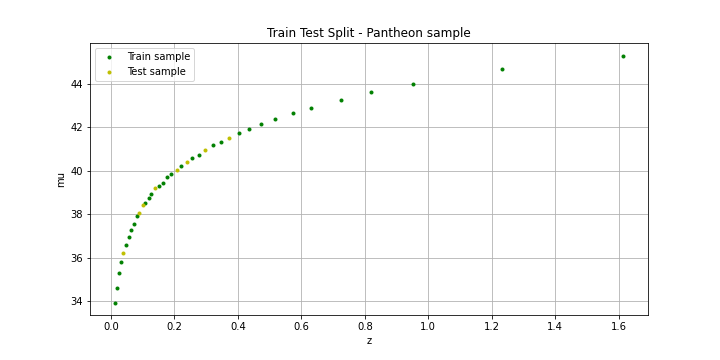 Train Test Split - Pantheon sample
Train sample
Test sample
44
42
40
38
36
34
mu
0.0 0.2 0.4 0.6 0.8 1.0 1.2 1.4 1.6
z